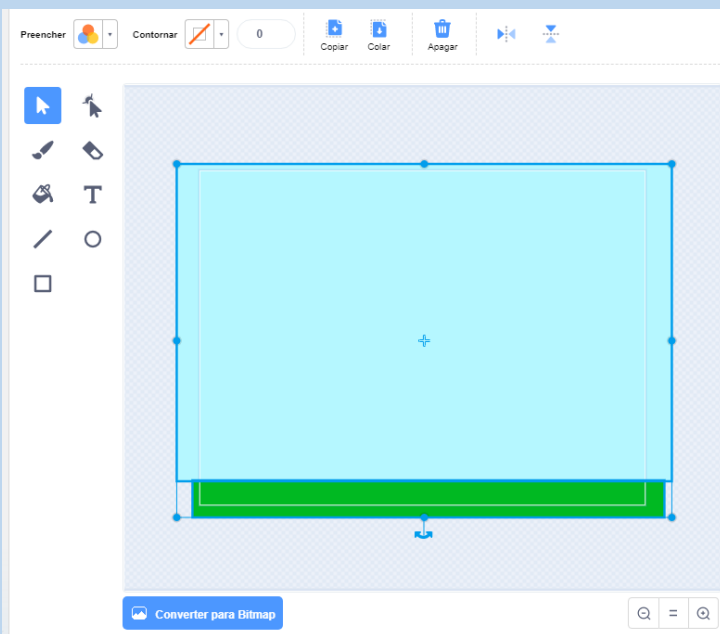 Preencher
Contornar
0
Copiar
Colar
Apagar
T
Converter para Bitmap